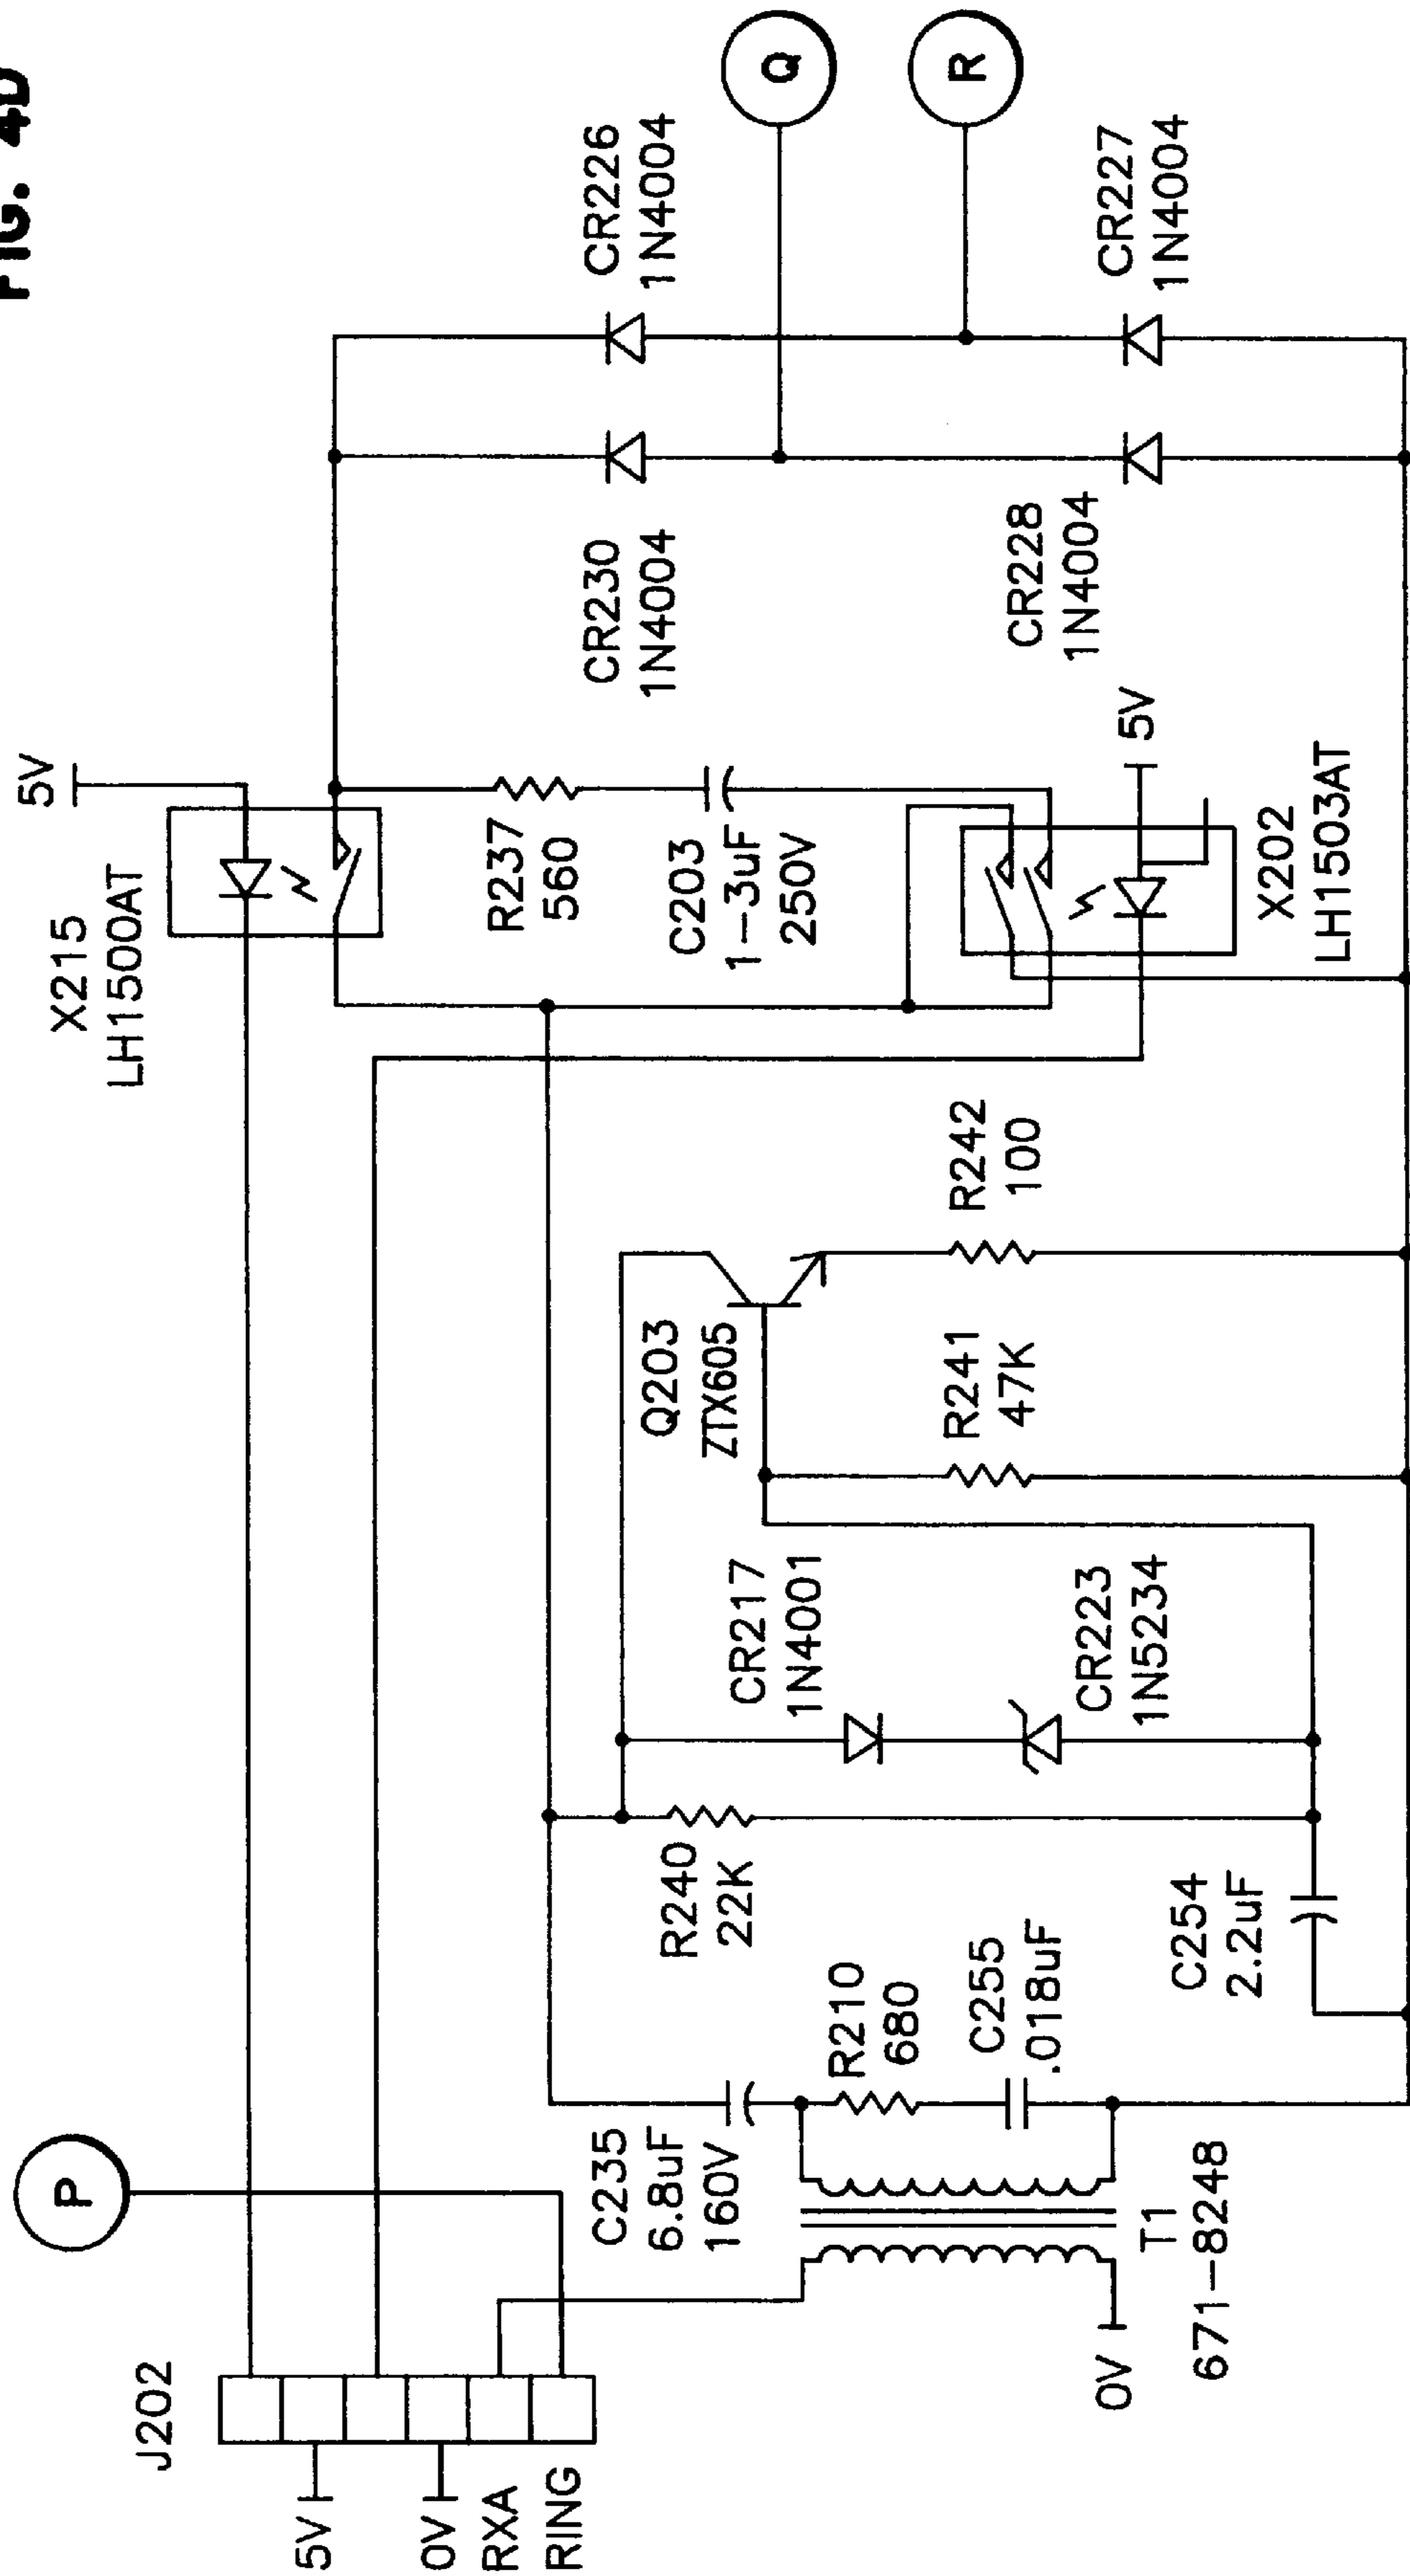 FIG. 4D
5V
X215
LH1500AT
P
J202
5V
0V
RXA
RING
R237
560
C203
1-3uF
250V
CR230
1N4004
CR226
1N4004
Q
R
CR228
1N4004
CR227
1N4004
5V
X202
LH1503AT
Q203
ZTX605
R242
100
R241
47K
CR217
1N4001
CR223
1N5234
R240
22K
C254
2.2uF
C235
6.8uF
160V
R210
680
C255
.018uF
0V
T1
671-8248